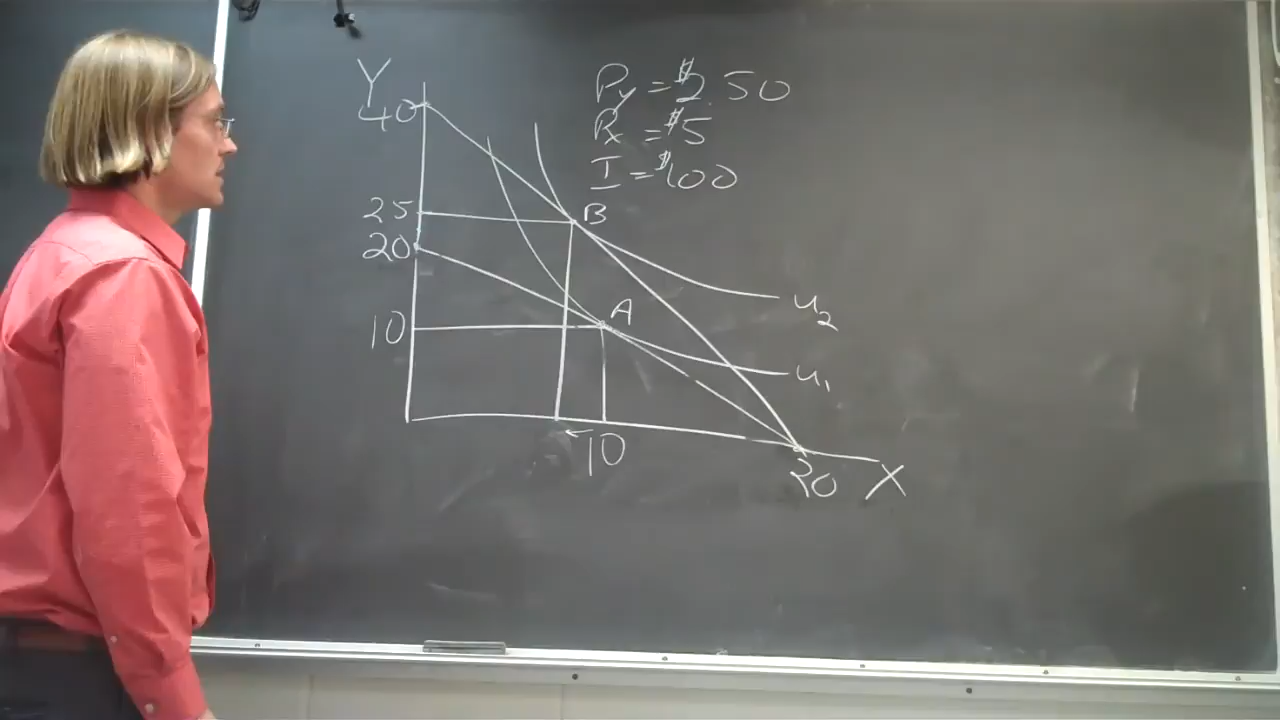 Y
Py = $2.50
40
Px = $5
I = $100
25
B
20
U2
A
10
U1
10
20
X